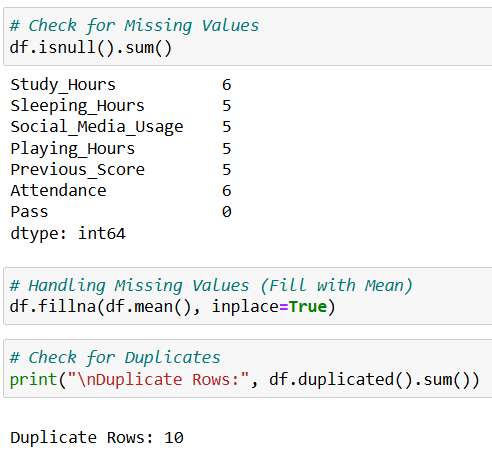 # Check for Missing Values
df.isnull().sum()
Study_Hours           6
Sleeping_Hours        5
Social_Media_Usage    5
Playing_Hours         5
Previous_Score        5
Attendance            6
Pass                  0
dtype: int64
# Handling Missing Values (Fill with Mean)
df.fillna(df.mean(), inplace=True)
# Check for Duplicates
print("\nDuplicate Rows:", df.duplicated().sum())
Duplicate Rows: 10